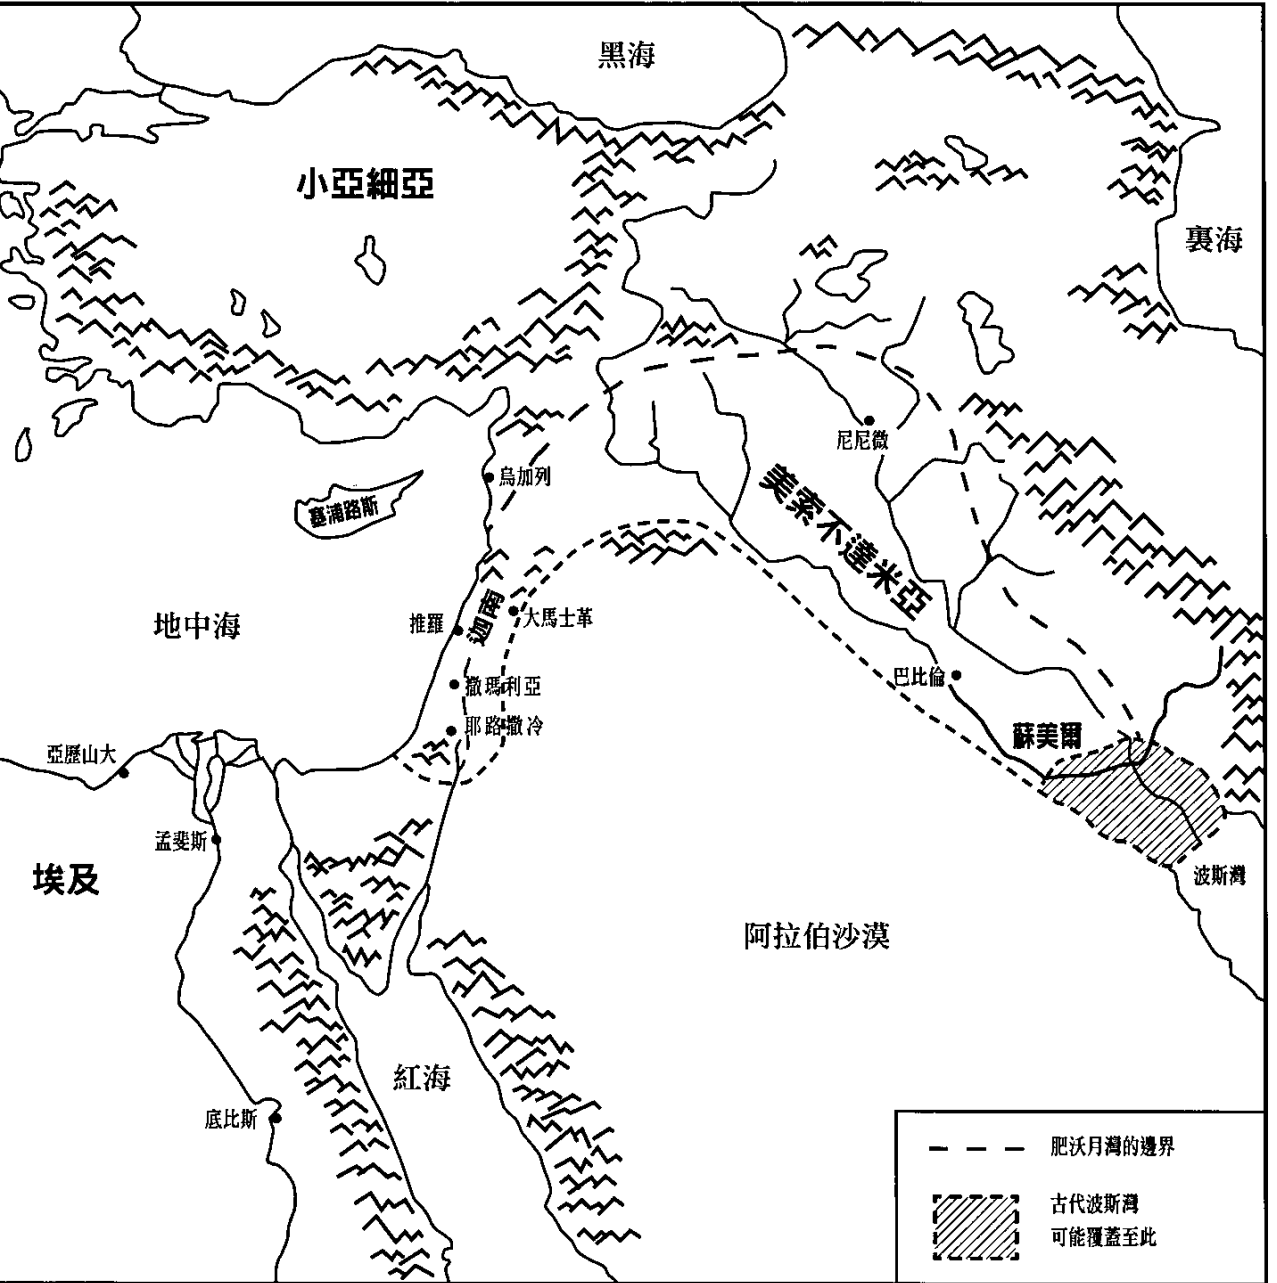 黑海
小亞細亞
裏海
尼尼微
烏加列
美索不達米亞
塞浦路斯
迦南
大馬士革
推羅
地中海
撒瑪利亞
巴比倫
耶路撒冷
蘇美爾
亞歷山大
孟斐斯
埃及
波斯灣
阿拉伯沙漠
紅海
底比斯
肥沃月灣的邊界
古代波斯灣
可能覆蓋至此